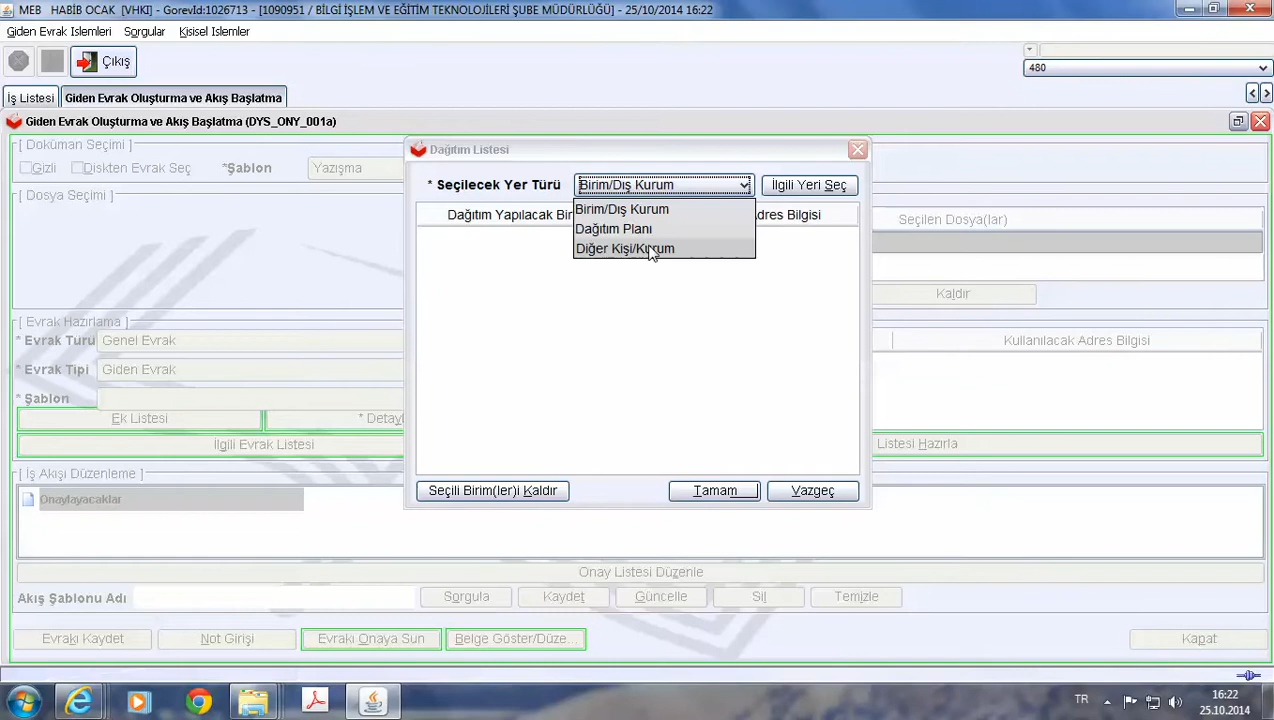 MEB HABİB OCAK [VHKI] - GorevId:1026713 - [1090951 / BİLGİ İŞLEM VE EĞİTİM TEKNOLOJİLERİ ŞUBE MÜDÜRLÜĞÜ] - 25/10/2014 16:22
Giden Evrak Islemleri Sorgular Kisisel Islemler
Çıkış
480
İş Listesi Giden Evrak Oluşturma ve Akış Başlatma
Giden Evrak Oluşturma ve Akış Başlatma (DYS_ONY_001a)
[ Doküman Seçimi ]
Gizli Diskten Evrak Seç *Şablon Yazışma
[ Dosya Seçimi ]
Seçilen Dosya(lar)
Kaldır
Dağıtım Listesi
* Seçilecek Yer Türü Birim/Dış Kurum İlgili Yeri Seç
Dağıtım Yapılacak Bir adres Bilgisi
Birim/Dış Kurum
Dağıtım Planı
Diğer Kişi/Kurum
Seçili Birim(ler)i Kaldır Tamam Vazgeç
[ Evrak Hazırlama ]
* Evrak Turu Genel Evrak
Kullanılacak Adres Bilgisi
* Evrak Tipi Giden Evrak
* Şablon
Ek Listesi * Detayl
İlgili Evrak Listesi Listesi Hazırla
[ İş Akışı Düzenleme ]
Onaylayacaklar
Onay Listesi Düzenle
Akış Şablonu Adı Sorgula Kaydet Güncelle Sil Temizle
Evrakı Kaydet Not Girişi Evrakı Onaya Sun Belge Göster/Düze... Kapat
TR 16:22
25.10.2014